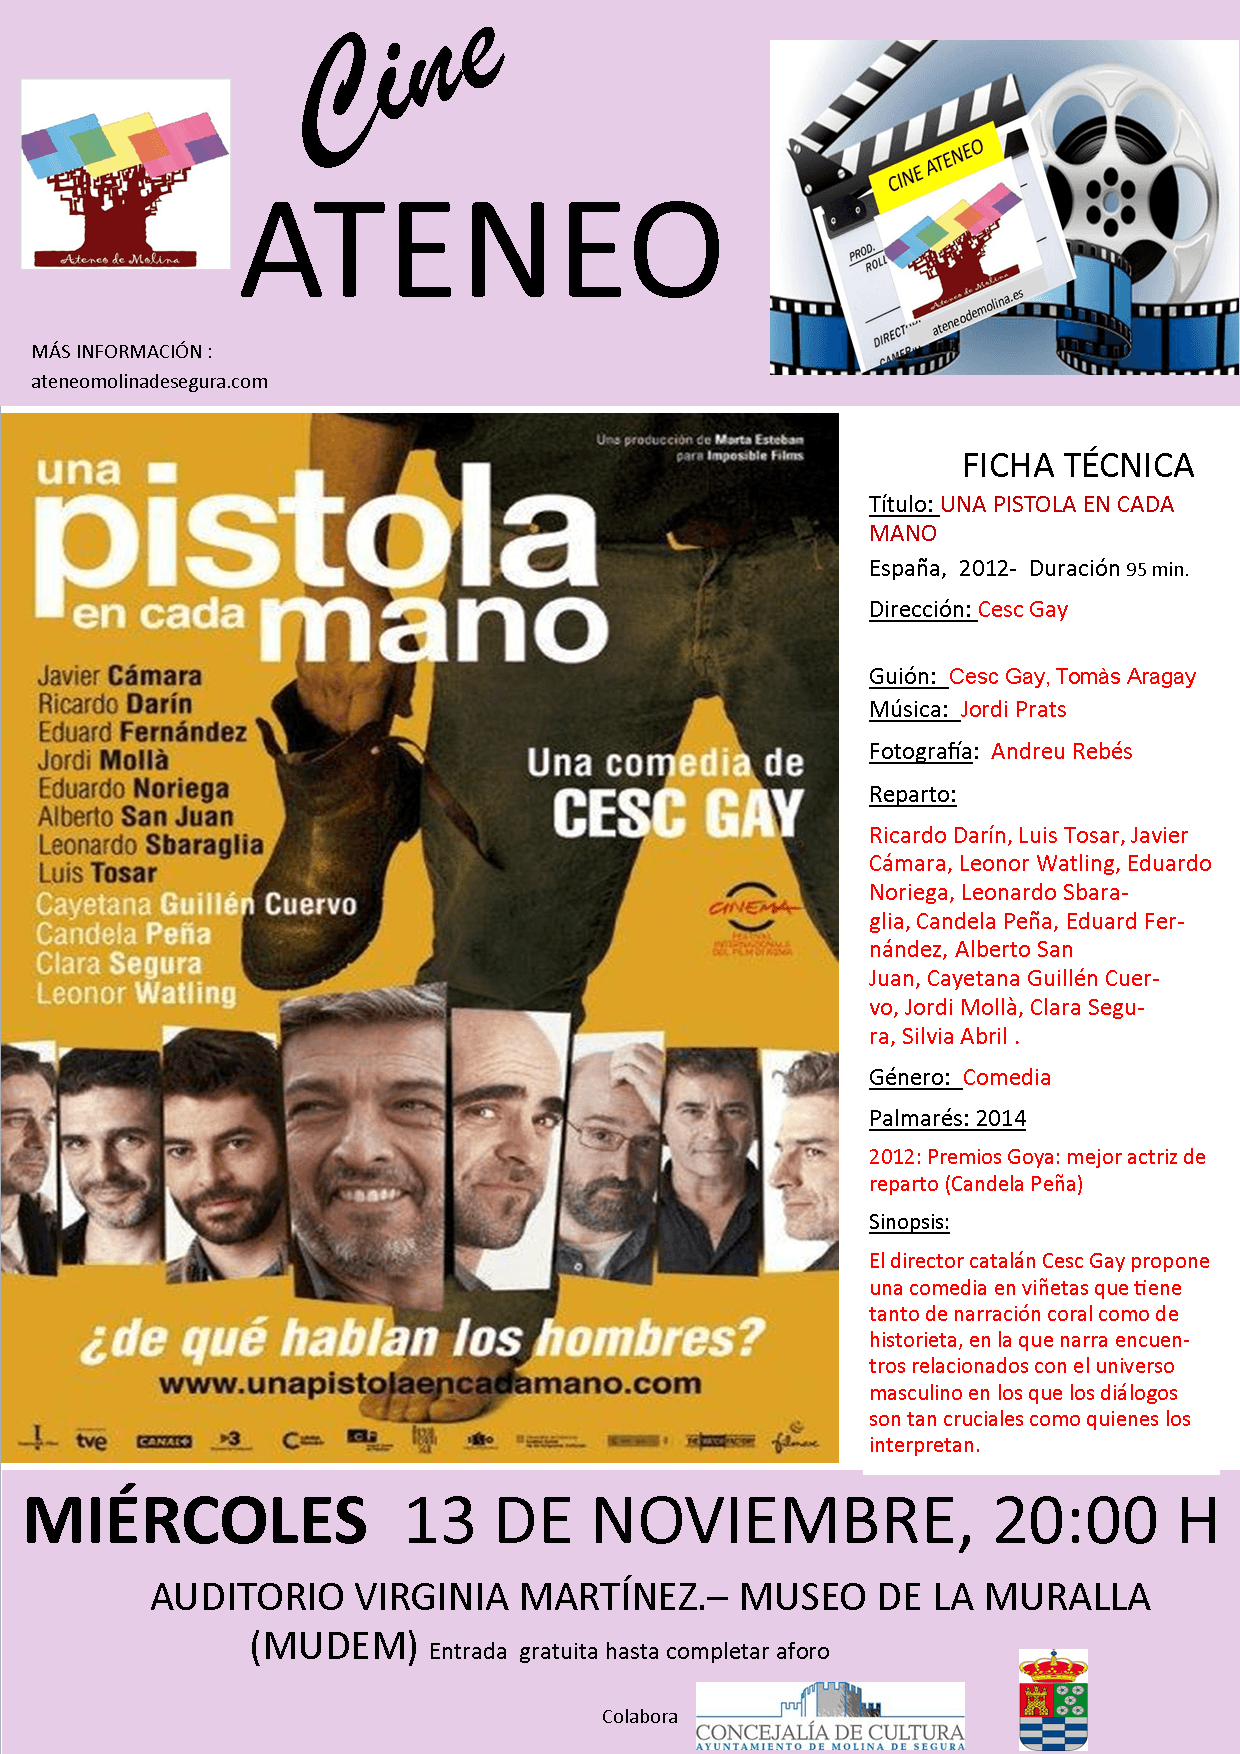 Cine
ATENEO
Ateneo de Molina
MÁS INFORMACIÓN :
ateneomolinadesegura.com
CINE ATENEO
PROD.
ROLL
Ateneo de Molina
DIRECT
ateneodemolina.es
CAMER
Una producción de Marta Esteban
para Imposible Films
una
pistola
en cada
mano
Javier Cámara
Ricardo Darín
Eduard Fernández
Jordi Mollà
Eduardo Noriega
Alberto San Juan
Leonardo Sbaraglia
Luis Tosar
Cayetana Guillén Cuervo
Candela Peña
Clara Segura
Leonor Watling
Una comedia de
CESC GAY
CINEMA
FESTIVAL
INTERNAZIONALE
DEL FILM DI ROMA
¿de qué hablan los hombres?
www.unapistolaencadamano.com
tve
CANAL+
3
filmax
FICHA TÉCNICA
Título: UNA PISTOLA EN CADA
MANO
España, 2012- Duración 95 min.
Dirección: Cesc Gay
Guión: Cesc Gay, Tomàs Aragay
Música: Jordi Prats
Fotografía: Andreu Rebés
Reparto:
Ricardo Darín, Luis Tosar, Javier
Cámara, Leonor Watling, Eduardo
Noriega, Leonardo Sbara-
glia, Candela Peña, Eduard Fer-
nández, Alberto San
Juan, Cayetana Guillén Cuer-
vo, Jordi Mollà, Clara Segu-
ra, Silvia Abril .
Género: Comedia
Palmarés: 2014
2012: Premios Goya: mejor actriz de
reparto (Candela Peña)
Sinopsis:
El director catalán Cesc Gay propone
una comedia en viñetas que tiene
tanto de narración coral como de
historieta, en la que narra encuen-
tros relacionados con el universo
masculino en los que los diálogos
son tan cruciales como quienes los
interpretan.
MIÉRCOLES 13 DE NOVIEMBRE, 20:00 H
AUDITORIO VIRGINIA MARTÍNEZ.– MUSEO DE LA MURALLA
(MUDEM) Entrada gratuita hasta completar aforo
Colabora
CONCEJALÍA DE CULTURA
AYUNTAMIENTO DE MOLINA DE SEGURA